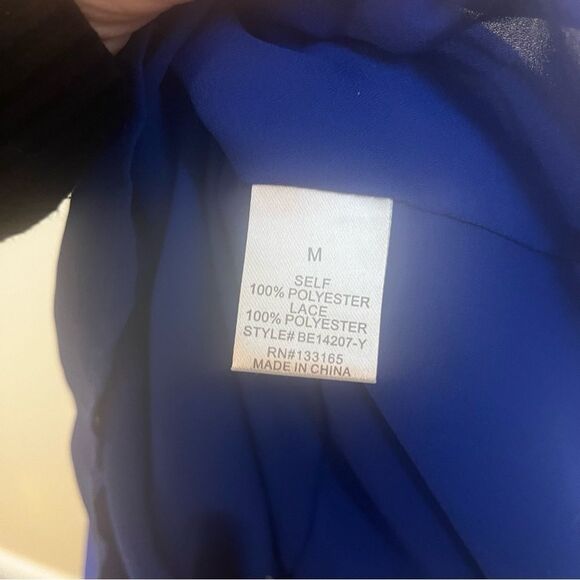 M
SELF
100% POLYESTER
LACE
100% POLYESTER
STYLE# BE14207-Y
RN#133165
MADE IN CHINA